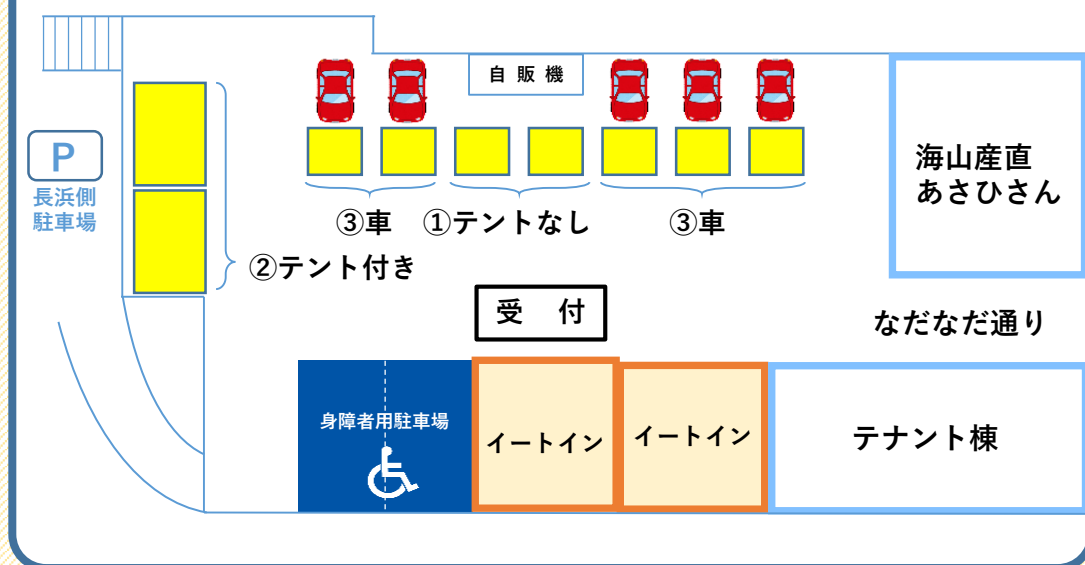 自販機
P
長浜側
駐車場
海山産直
あさひさん
③車
①テントなし
③車
②テント付き
受 付
なだなだ通り
身障者用駐車場
イートイン
イートイン
テナント棟